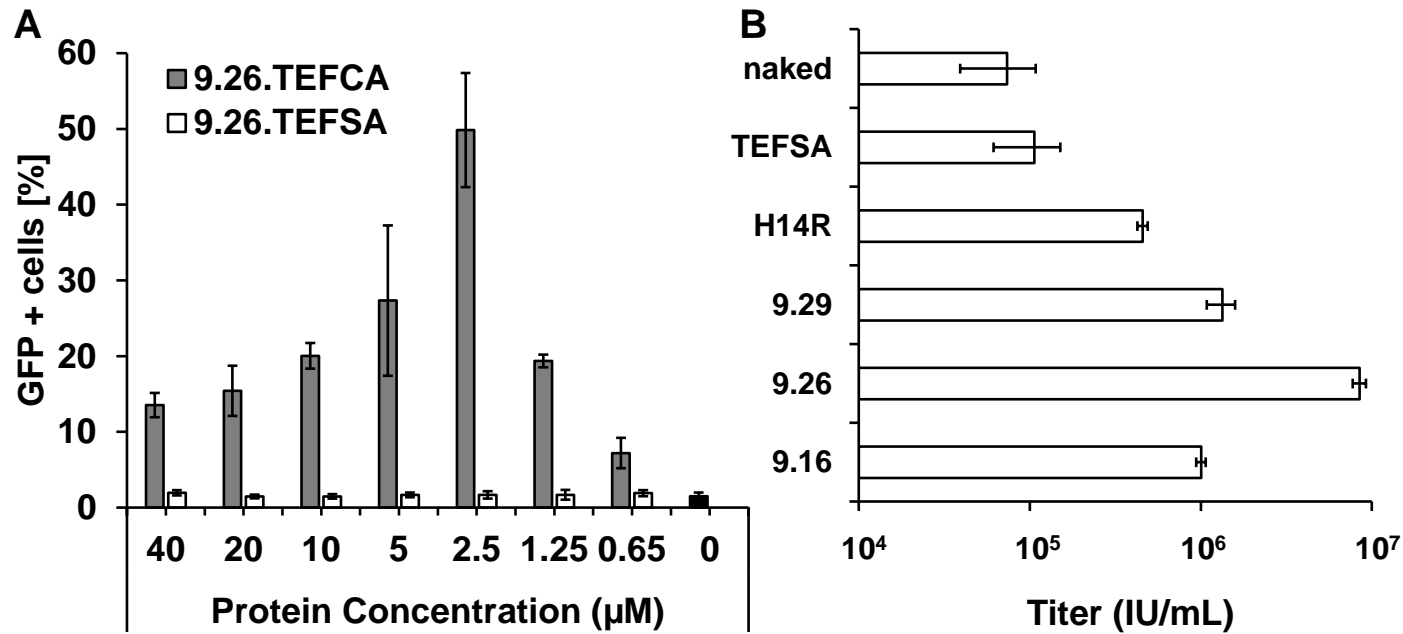 A
60
50
40
30
20
10
0
GFP + cells [%]
9.26.TEFCA
9.26.TEFSA
40 20 10 5 2.5 1.25 0.65 0
Protein Concentration (µM)
B
naked
TEFSA
H14R
9.29
9.26
9.16
10⁴ 10⁵ 10⁶ 10⁷
Titer (IU/mL)